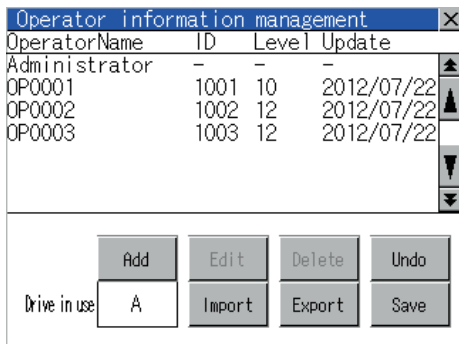 Operator information management ×
OperatorName ID Level Update
Administrator - - -
OP0001 1001 10 2012/07/22
OP0002 1002 12 2012/07/22
OP0003 1003 12 2012/07/22
Add Edit Delete Undo
Drive in use A Import Export Save